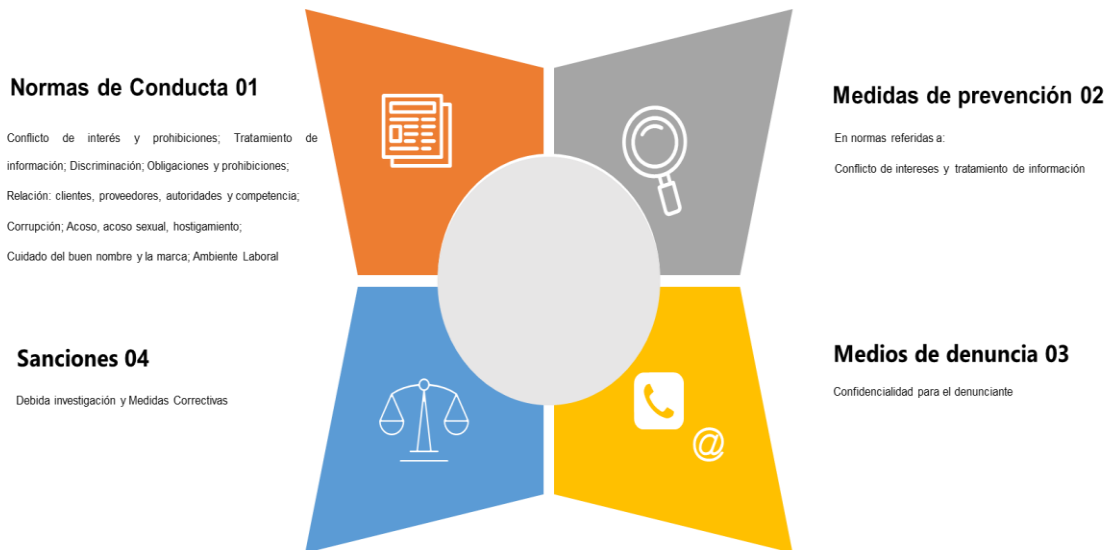 Normas de Conducta 01
Conflicto de interés y prohibiciones; Tratamiento de
información; Discriminación; Obligaciones y prohibiciones;
Relación: clientes, proveedores, autoridades y competencia;
Corrupción; Acoso, acoso sexual, hostigamiento;
Cuidado del buen nombre y la marca; Ambiente Laboral
Medidas de prevención 02
En normas referidas a:
Conflicto de intereses y tratamiento de información
Medios de denuncia 03
Confidencialidad para el denunciante
@
Sanciones 04
Debida investigación y Medidas Correctivas